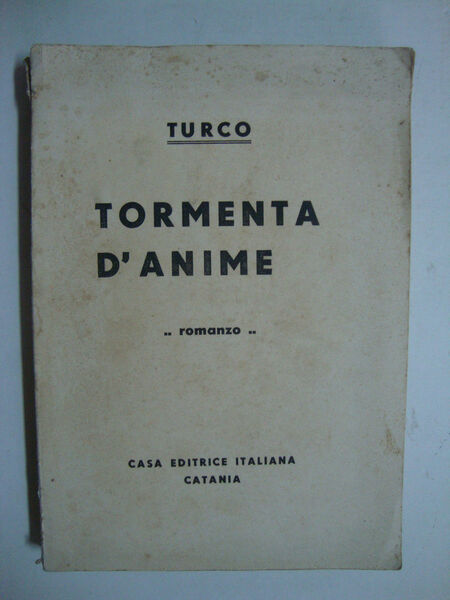 TURCO
TORMENTA
D'ANIME
.. romanzo ..
CASA EDITRICE ITALIANA
CATANIA